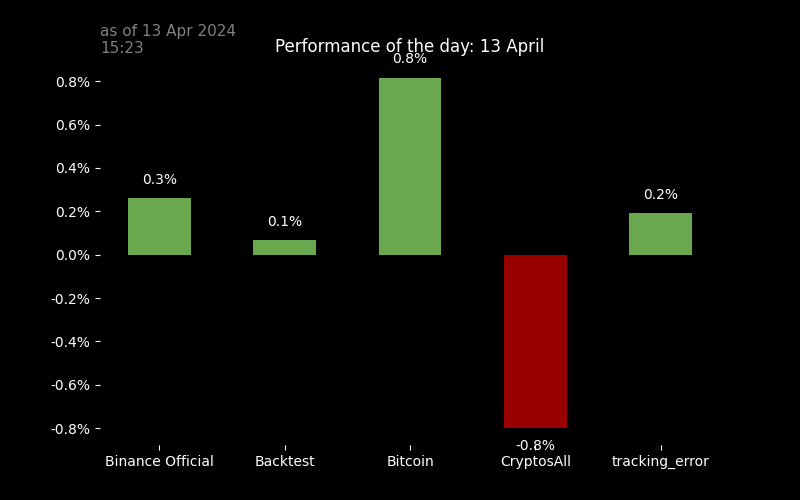 as of 13 Apr 2024
15:23
Performance of the day: 13 April
0.8%
0.6%
0.4%
0.2%
0.0%
-0.2%
-0.4%
-0.6%
-0.8%
0.3%
0.1%
0.8%
-0.8%
0.2%
Binance Official
Backtest
Bitcoin
CryptosAll
tracking_error